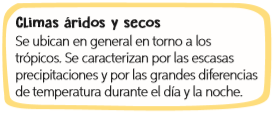 Climas áridos y secos
Se ubican en general en torno a los
trópicos. Se caracterizan por las escasas
precipitaciones y por las grandes diferencias
de temperatura durante el día y la noche.